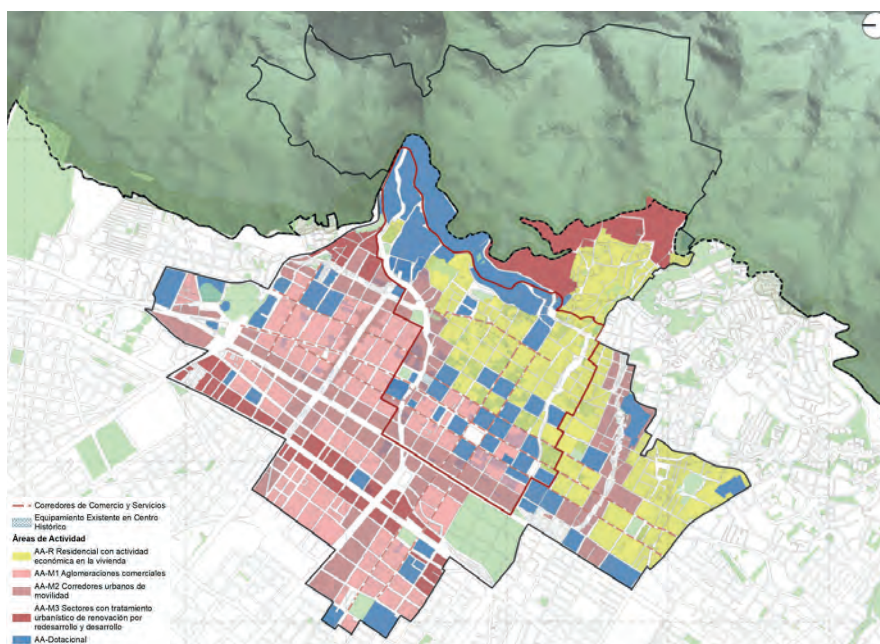 Corredores de Comercio y Servicios
Equipamiento Existente en Centro
Histórico
Áreas de Actividad
AA-R Residencial con actividad
económica en la vivienda
AA-M1 Aglomeraciones comerciales
AA-M2 Corredores urbanos de
movilidad
AA-M3 Sectores con tratamiento
urbanístico de renovación por
redesarrollo y desarrollo
AA-Dotacional